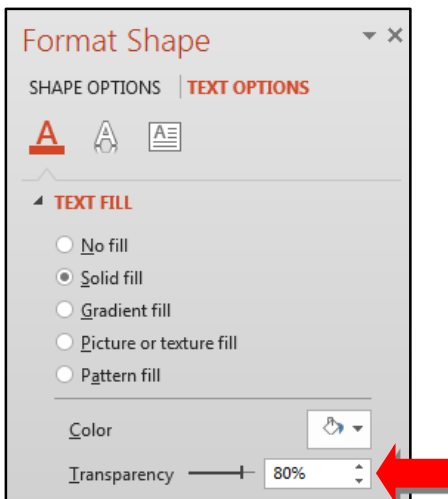 Format Shape
SHAPE OPTIONS | TEXT OPTIONS
A A A
TEXT FILL
No fill
Solid fill
Gradient fill
Picture or texture fill
Pattern fill
Color
Transparency 80%